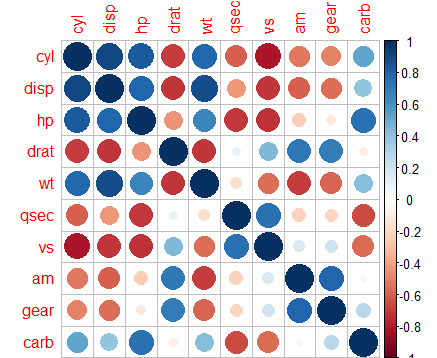 cyl disp hp drat wt qsec vs am gear carb
cyl
disp
hp
drat
wt
qsec
vs
am
gear
carb
1
0.8
0.6
0.4
0.2
0
-0.2
-0.4
-0.6
-0.8